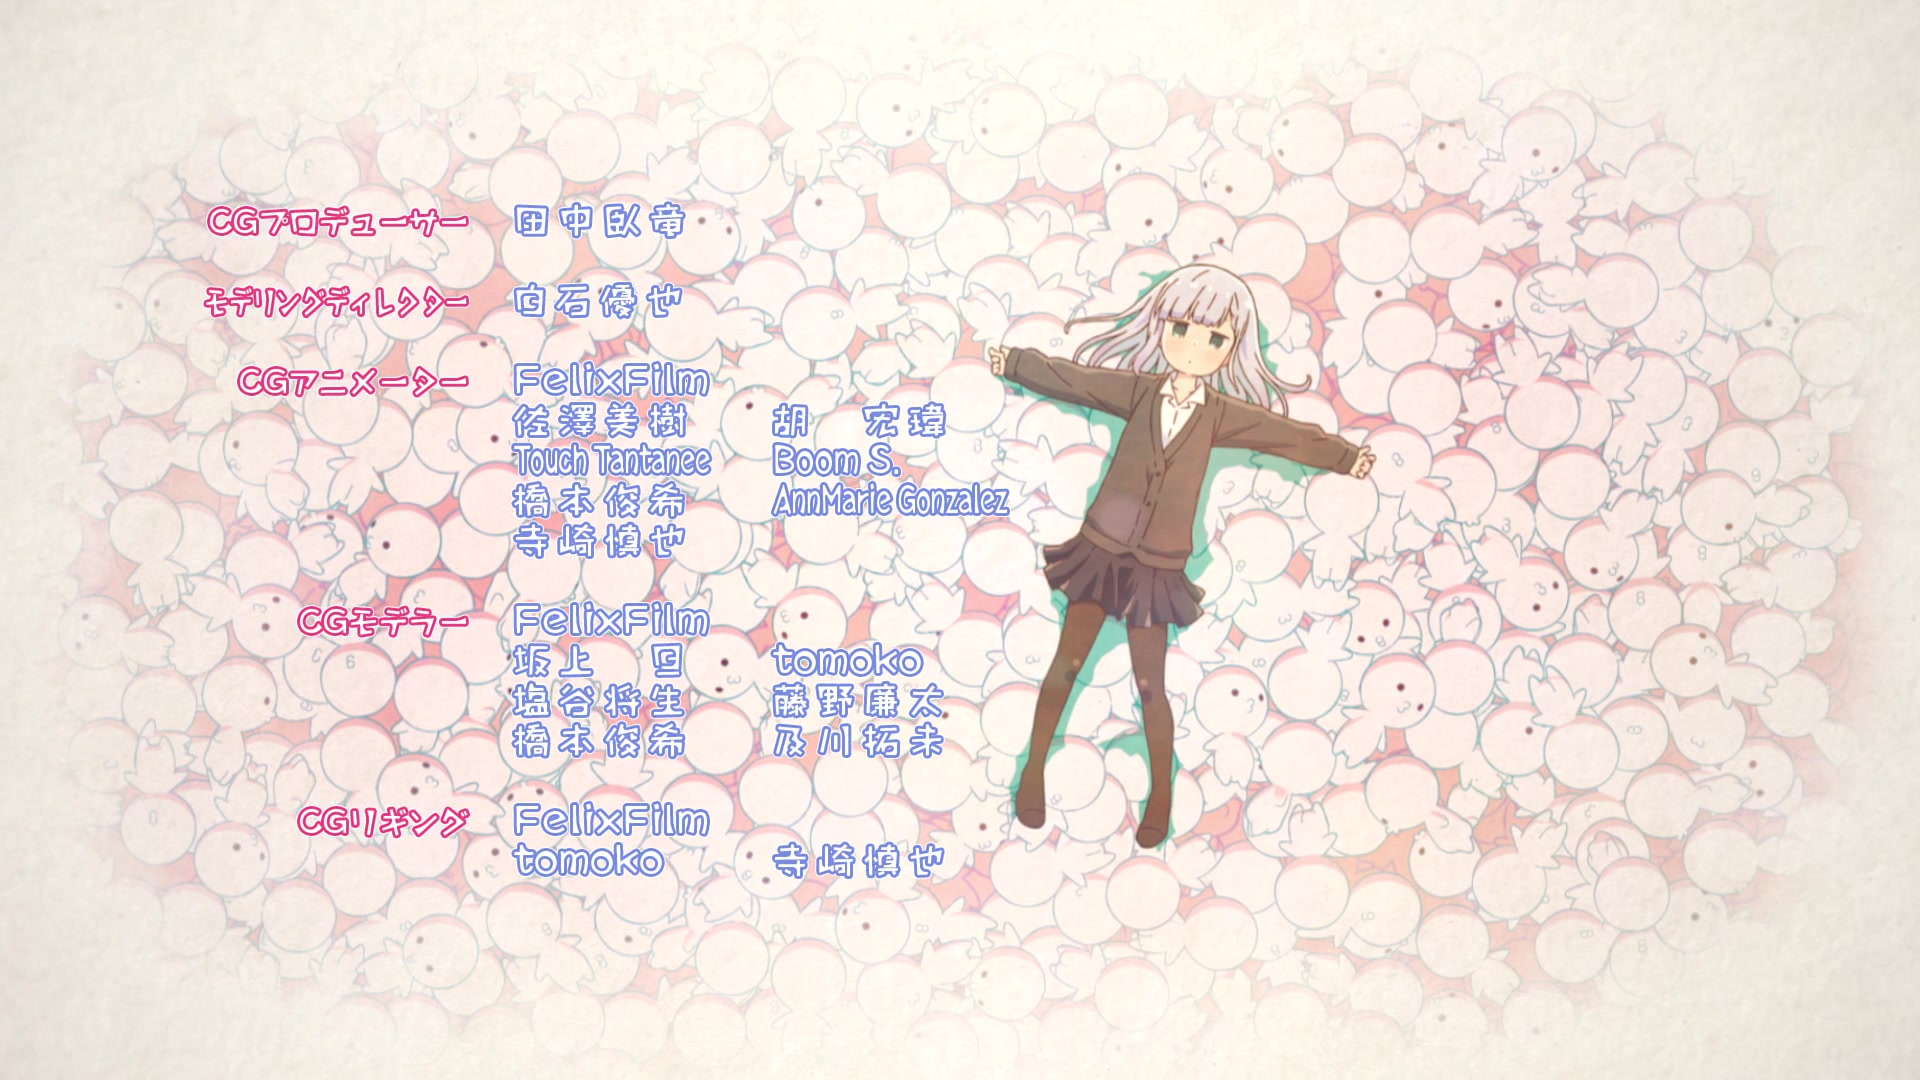 CGプロデューサー 田中臥竜
モデリングディレクター 白石優也
CGアニメーター FelixFilm
佐澤美樹 胡 宏瑋
Touch Tantanee Boom S.
橋本俊希 AnnMarie Gonzalez
寺崎慎也
CGモデラー FelixFilm
坂上 旦 tomoko
塩谷将生 藤野廉太
橋本俊希 及川拓未
CGリギング FelixFilm
tomoko 寺崎慎也